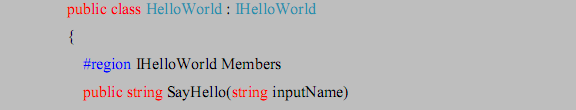 public class HelloWorld : IHelloWorld
{
#region IHelloWorld Members
public string SayHello(string inputName)